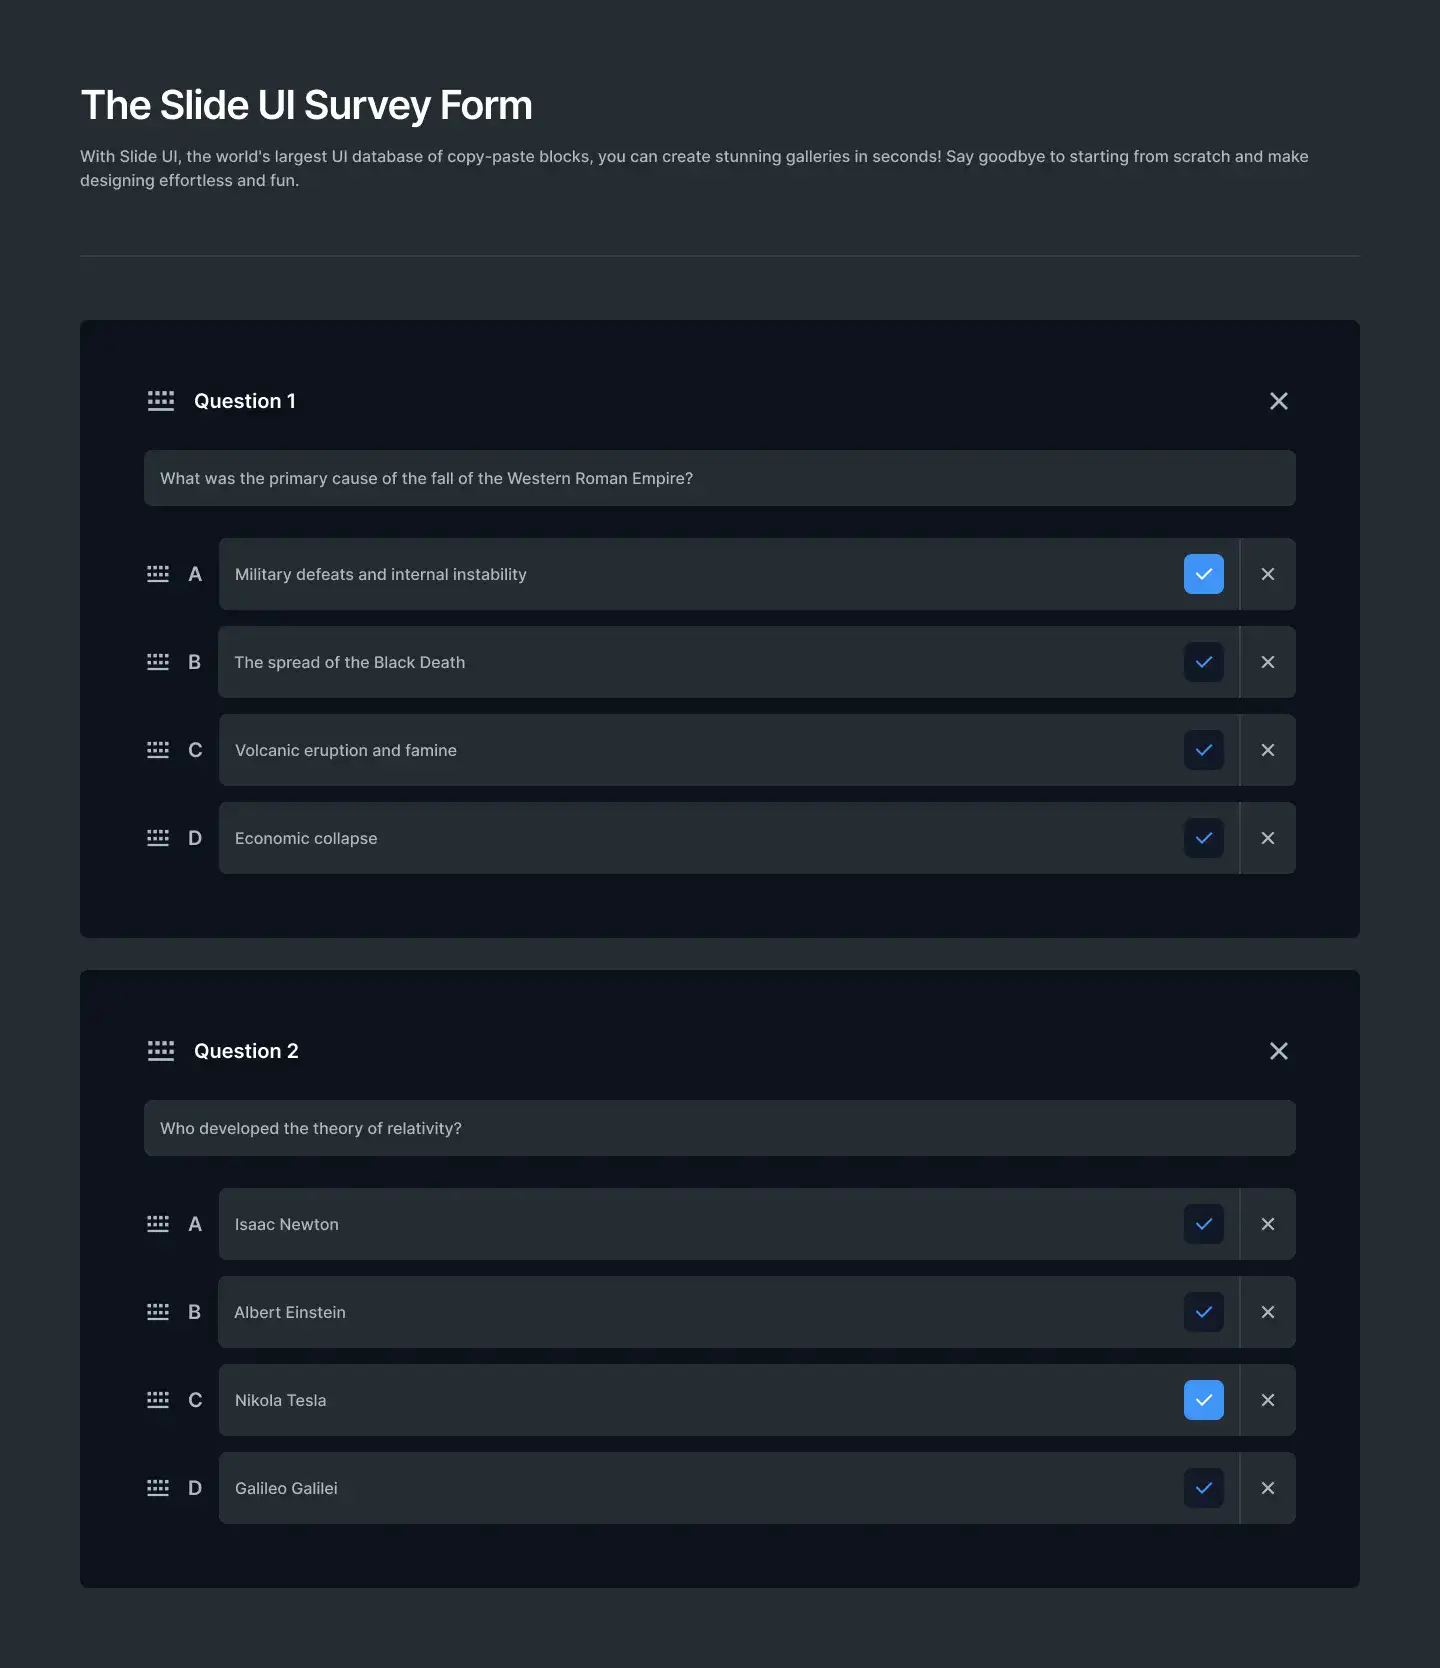 The Slide UI Survey Form
With Slide UI, the world's largest UI database of copy-paste blocks, you can create stunning galleries in seconds! Say goodbye to starting from scratch and make
designing effortless and fun.
Question 1
What was the primary cause of the fall of the Western Roman Empire?
A Military defeats and internal instability
B The spread of the Black Death
C Volcanic eruption and famine
D Economic collapse
Question 2
Who developed the theory of relativity?
A Isaac Newton
B Albert Einstein
C Nikola Tesla
D Galileo Galilei